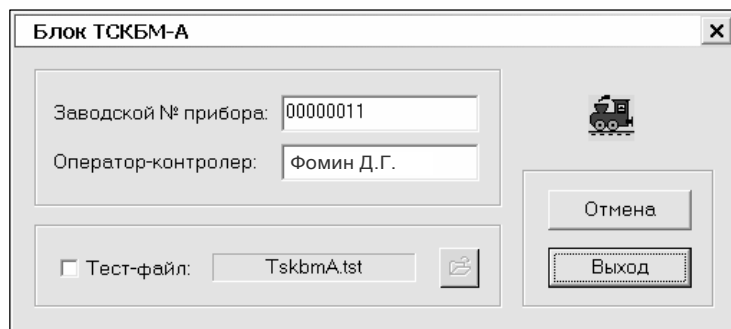 Блок ТСКБМ-А
Заводской № прибора: 00000011
Оператор-контролер: Фомин Д.Г.
Отмена
Тест-файл: TskbmA.tst
Выход